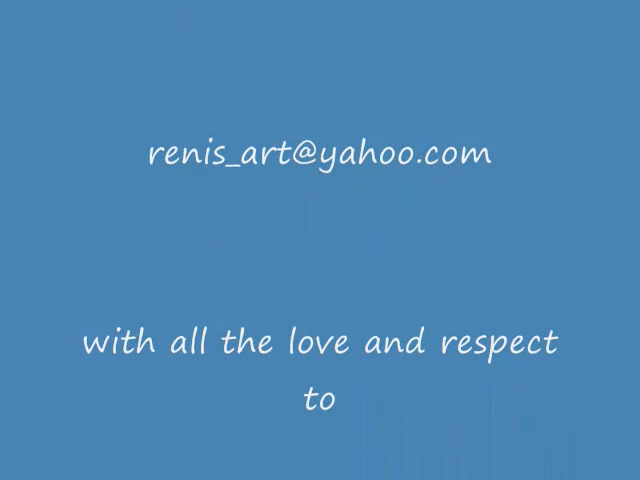 renis_art@yahoo.com
with all the love and respect
to